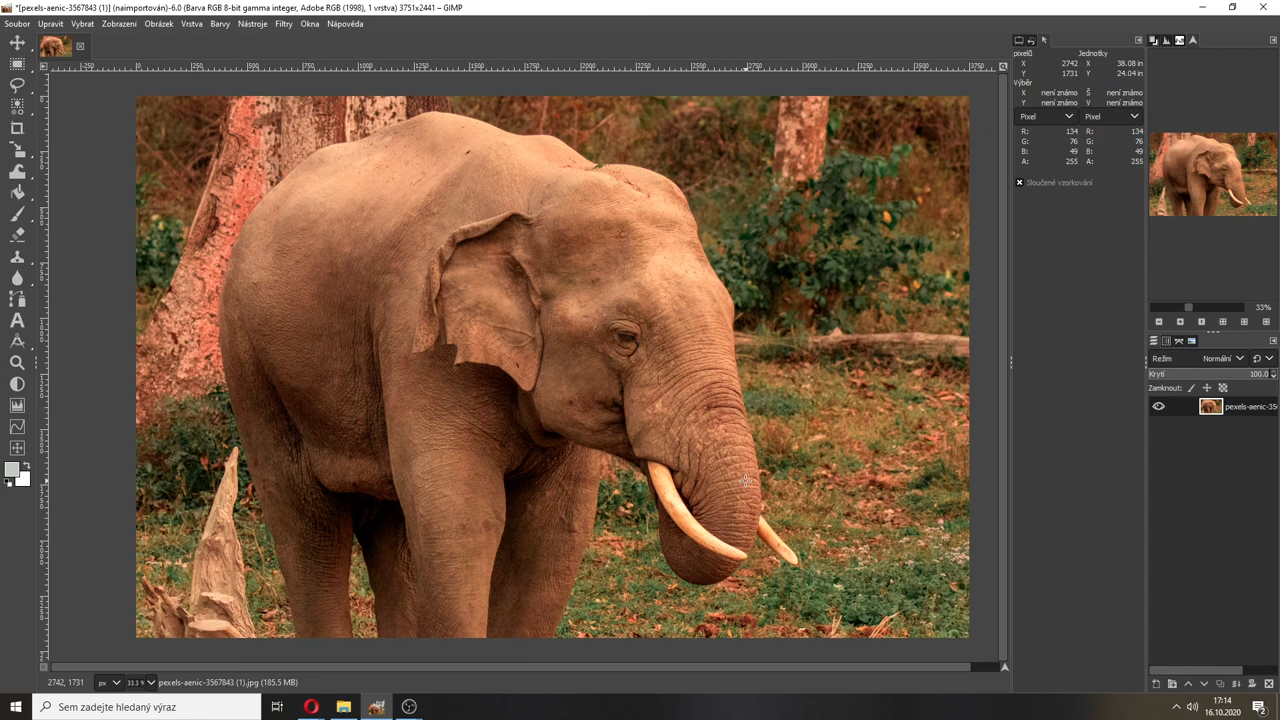 *[pexels-aenic-3567843 (1)] (naimportován)-6.0 (Barva RGB 8-bit gamma integer, Adobe RGB (1998), 1 vrstva) 3751x2441 – GIMP
Soubor Upravit Vybrat Zobrazení Obrázek Vrstva Barvy Nástroje Filtry Okna Nápověda
pixelů Jednotky
X 2742 X 38.08 in
Y 1731 Y 24.04 in
Výběr
X není známo Š není známo
Y není známo V není známo
Pixel Pixel
R: 134 R: 134
G: 76 G: 76
B: 49 B: 49
A: 255 A: 255
Sloučené vzorkování
33%
Režim Normální
Krytí 100.0
Zamknout:
pexels-aenic-356
2742, 1731 px 33.3 % pexels-aenic-3567843 (1).jpg (185.5 MB)
Sem zadejte hledaný výraz
17:14
16.10.2020
2